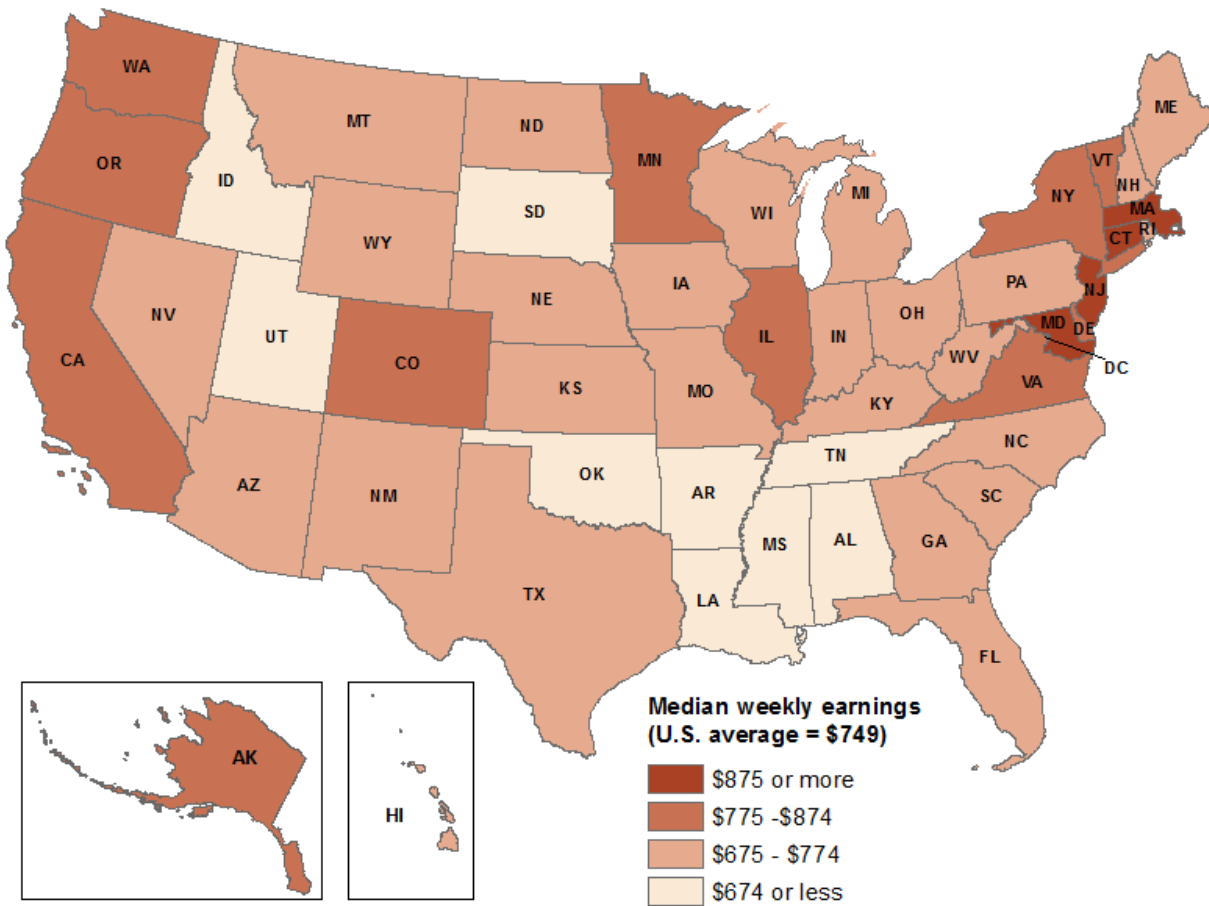 WA
MT
ND
MN
ME
OR
ID
SD
WI
MI
VT
NH
NY
MA
CT
RI
WY
IA
NE
PA
NJ
NV
UT
CO
IL
IN
OH
MD
DE
CA
KS
MO
WV
VA
DC
KY
AZ
NM
OK
AR
TN
NC
SC
TX
LA
MS
AL
GA
FL
AK
HI
Median weekly earnings
(U.S. average = $749)
$875 or more
$775 -$874
$675 - $774
$674 or less